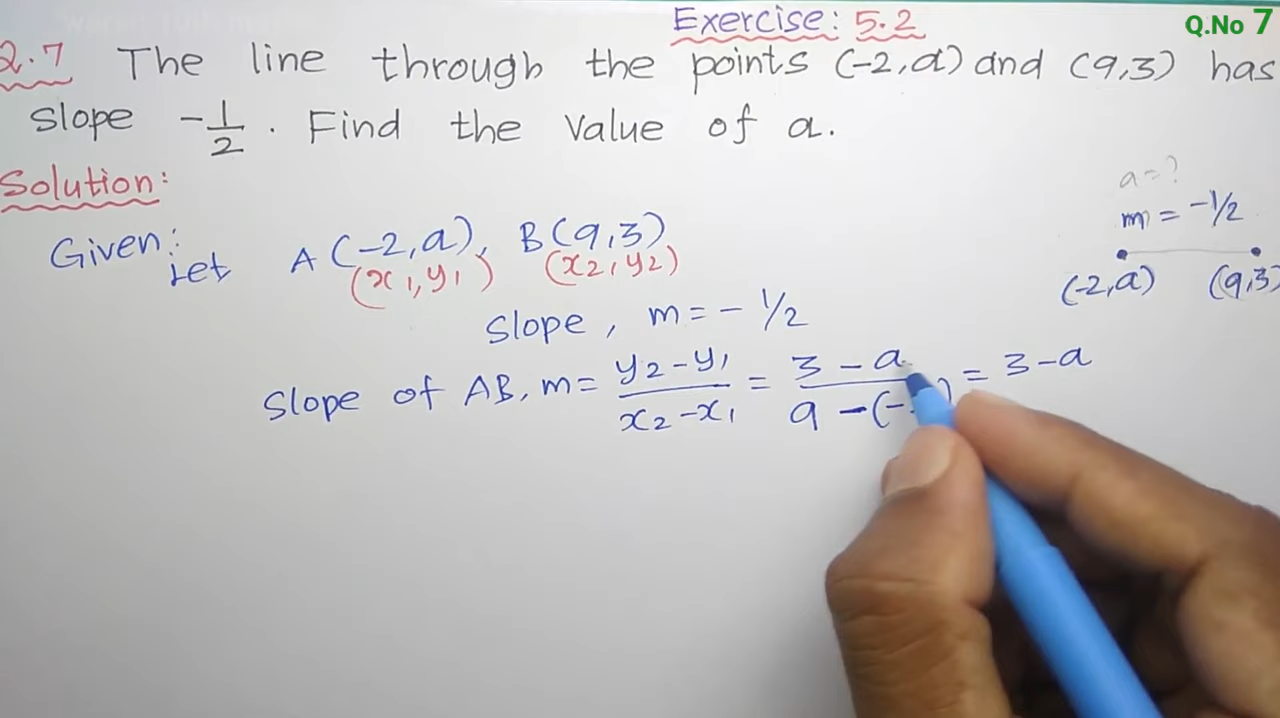 Exercise: 5.2
Q.No 7
2.7 The line through the points (-2,a) and (9,3) has
slope -1/2. Find the value of a.
Solution:
a=?
m = -1/2
Given:
Let A(-2,a), B(9,3)
(x1,y1) (x2,y2)
(-2,a) (9,3)
Slope, m = -1/2
Slope of AB, m = y2-y1/x2-x1 = 3-a/9-(- ) = 3-a